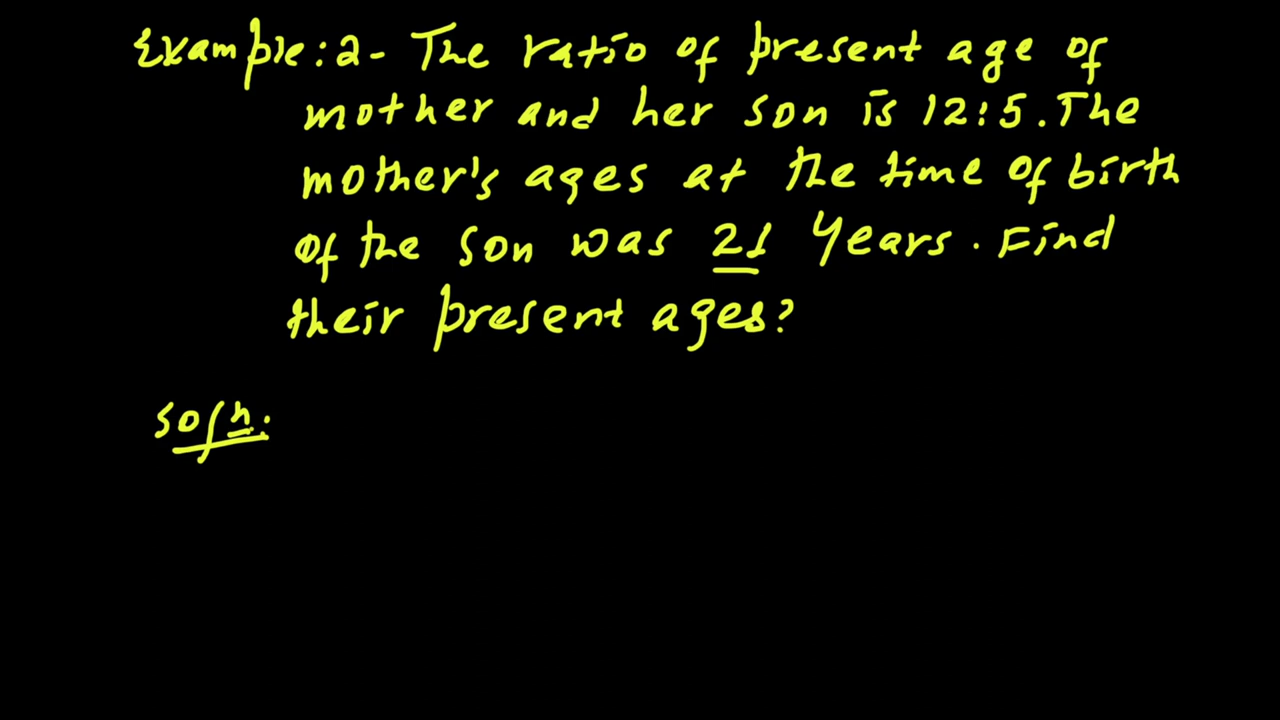 Example:2- The ratio of present age of
mother and her son is 12:5. The
mother's ages at the time of birth
of the son was 21 Years. Find
their present ages?
Soln: